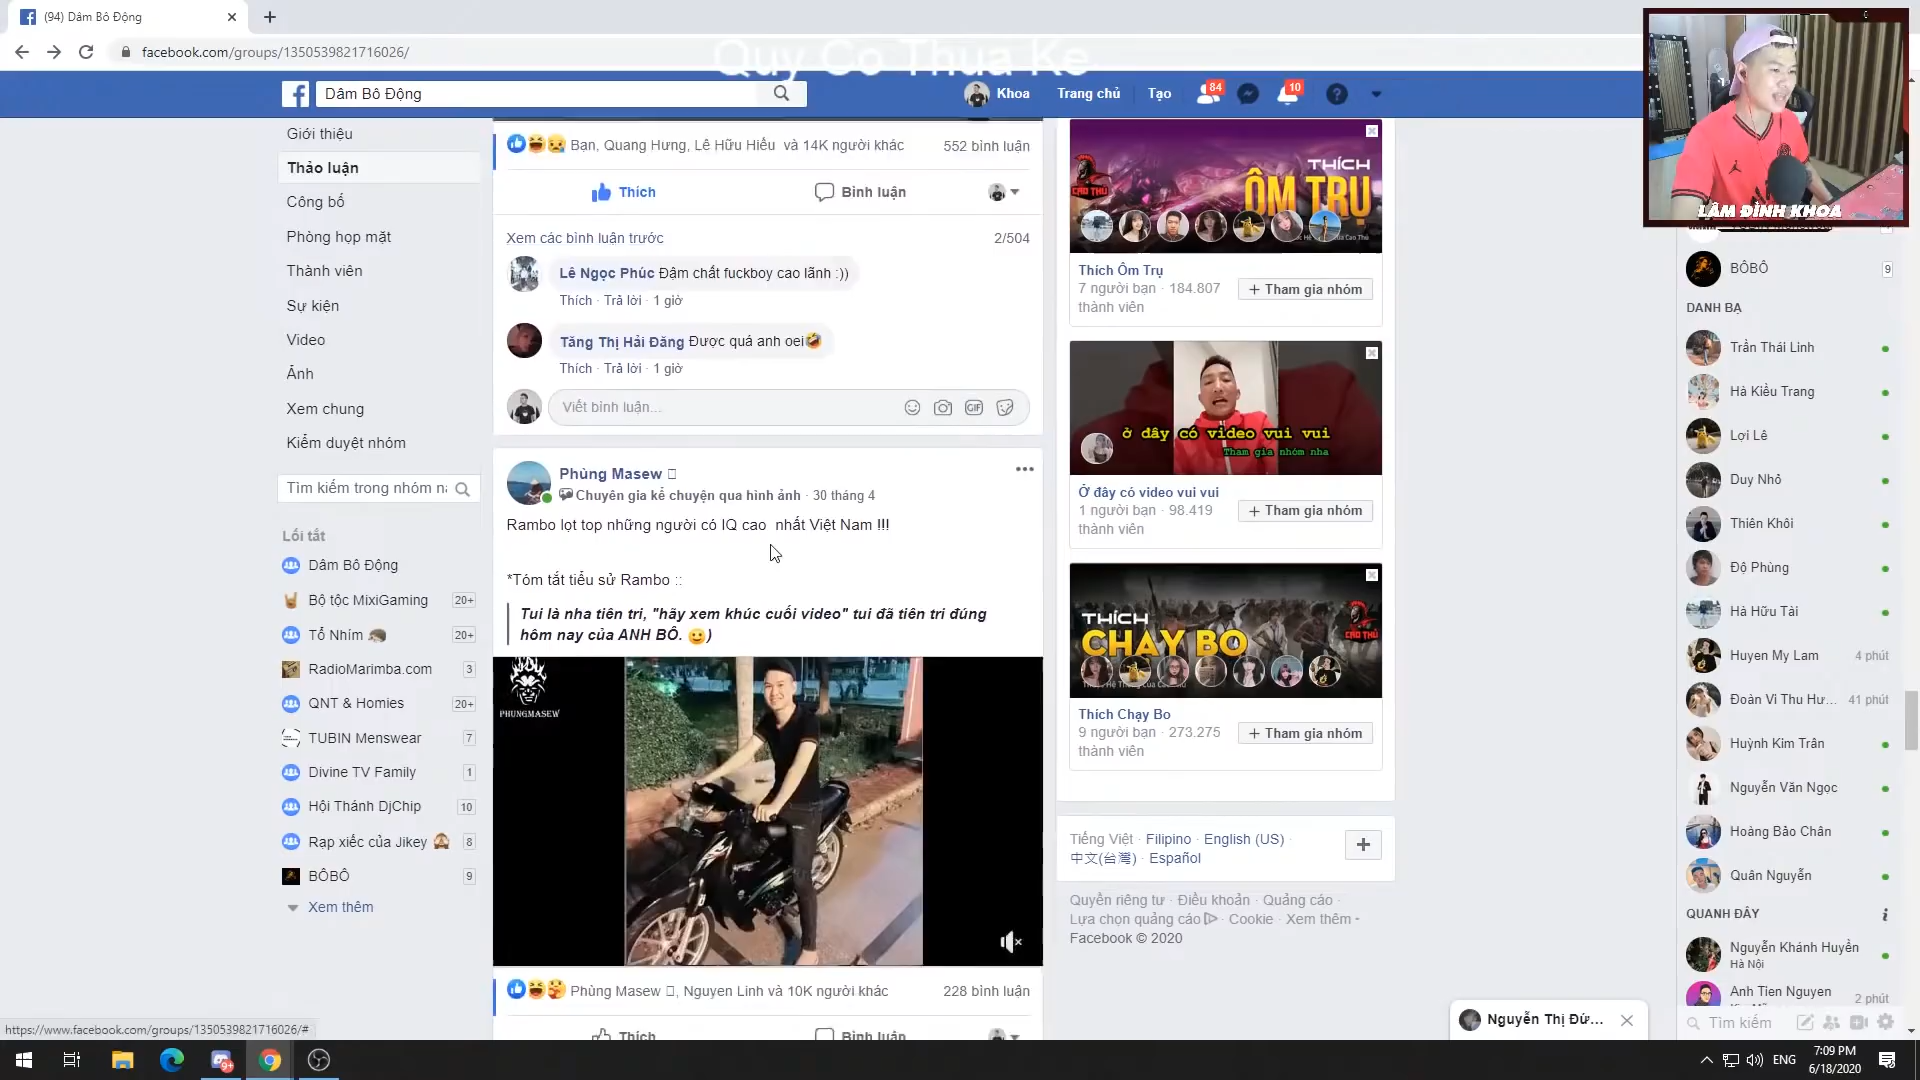 (94) Dâm Bô Động
facebook.com/groups/1350539821716026/
Quy Co Thua Ke
Dâm Bô Động
Khoa
Trang chủ
Tạo
84
10
LÂM ĐÌNH KHOA
Giới thiệu
Thảo luận
Công bố
Phòng họp mặt
Thành viên
Sự kiện
Video
Ảnh
Xem chung
Kiểm duyệt nhóm
Tìm kiếm trong nhóm nà
Lối tắt
Dâm Bô Động
Bộ tộc MixiGaming 20+
Tổ Nhím 🦔 20+
RadioMarimba.com 3
QNT & Homies 20+
TUBIN Menswear 7
Divine TV Family 1
Hội Thánh DjChip 10
Rạp xiếc của Jikey 🙈 8
BÔBÔ 9
Xem thêm
Bạn, Quang Hưng, Lê Hữu Hiếu và 14K người khác 552 bình luận
Thích Bình luận
Xem các bình luận trước 2/504
Lê Ngọc Phúc Đậm chất fuckboy cao lãnh :))
Thích · Trả lời · 1 giờ
Tăng Thị Hải Đăng Được quá anh oei🤣
Thích · Trả lời · 1 giờ
Viết bình luận...
GIF
Phùng Masew
Chuyên gia kể chuyện qua hình ảnh · 30 tháng 4
Rambo lọt top những người có IQ cao nhất Việt Nam !!!
*Tóm tắt tiểu sử Rambo ::
Tui là nha tiên tri, "hãy xem khúc cuối video" tui đã tiên tri đúng
hôm nay của ANH BÔ. 🙂)
PHUNGMASEW
Phùng Masew , Nguyen Linh và 10K người khác 228 bình luận
Thích Bình luận
THÍCH
ÔM TRỤ
CAO THỦ
Thích Ôm Trụ
7 người bạn · 184.807
thành viên
+ Tham gia nhóm
ở đây có video vui vui
Tham gia nhóm nha
Ở đây có video vui vui
1 người bạn · 98.419
thành viên
+ Tham gia nhóm
THÍCH
CHẠY BO
CAO THỦ
Thích Chạy Bo
9 người bạn · 273.275
thành viên
+ Tham gia nhóm
Tiếng Việt · Filipino · English (US) ·
中文(台灣) · Español
Quyền riêng tư · Điều khoản · Quảng cáo ·
Lựa chọn quảng cáo · Cookie · Xem thêm
Facebook © 2020
BÔBÔ 9
DANH BẠ
Trần Thái Linh
Hà Kiều Trang
Lợi Lê
Duy Nhỏ
Thiên Khôi
Độ Phùng
Hà Hữu Tài
Huyen My Lam 4 phút
Đoàn Vi Thu Hư... 41 phút
Huỳnh Kim Trân
Nguyễn Văn Ngọc
Hoàng Bảo Chân
Quân Nguyễn
QUANH ĐÂY
Nguyễn Khánh Huyền
Hà Nội
Anh Tien Nguyen 2 phút
Tìm kiếm
Nguyễn Thị Đứ...
https://www.facebook.com/groups/1350539821716026/#
9+
ENG
7:09 PM
6/18/2020